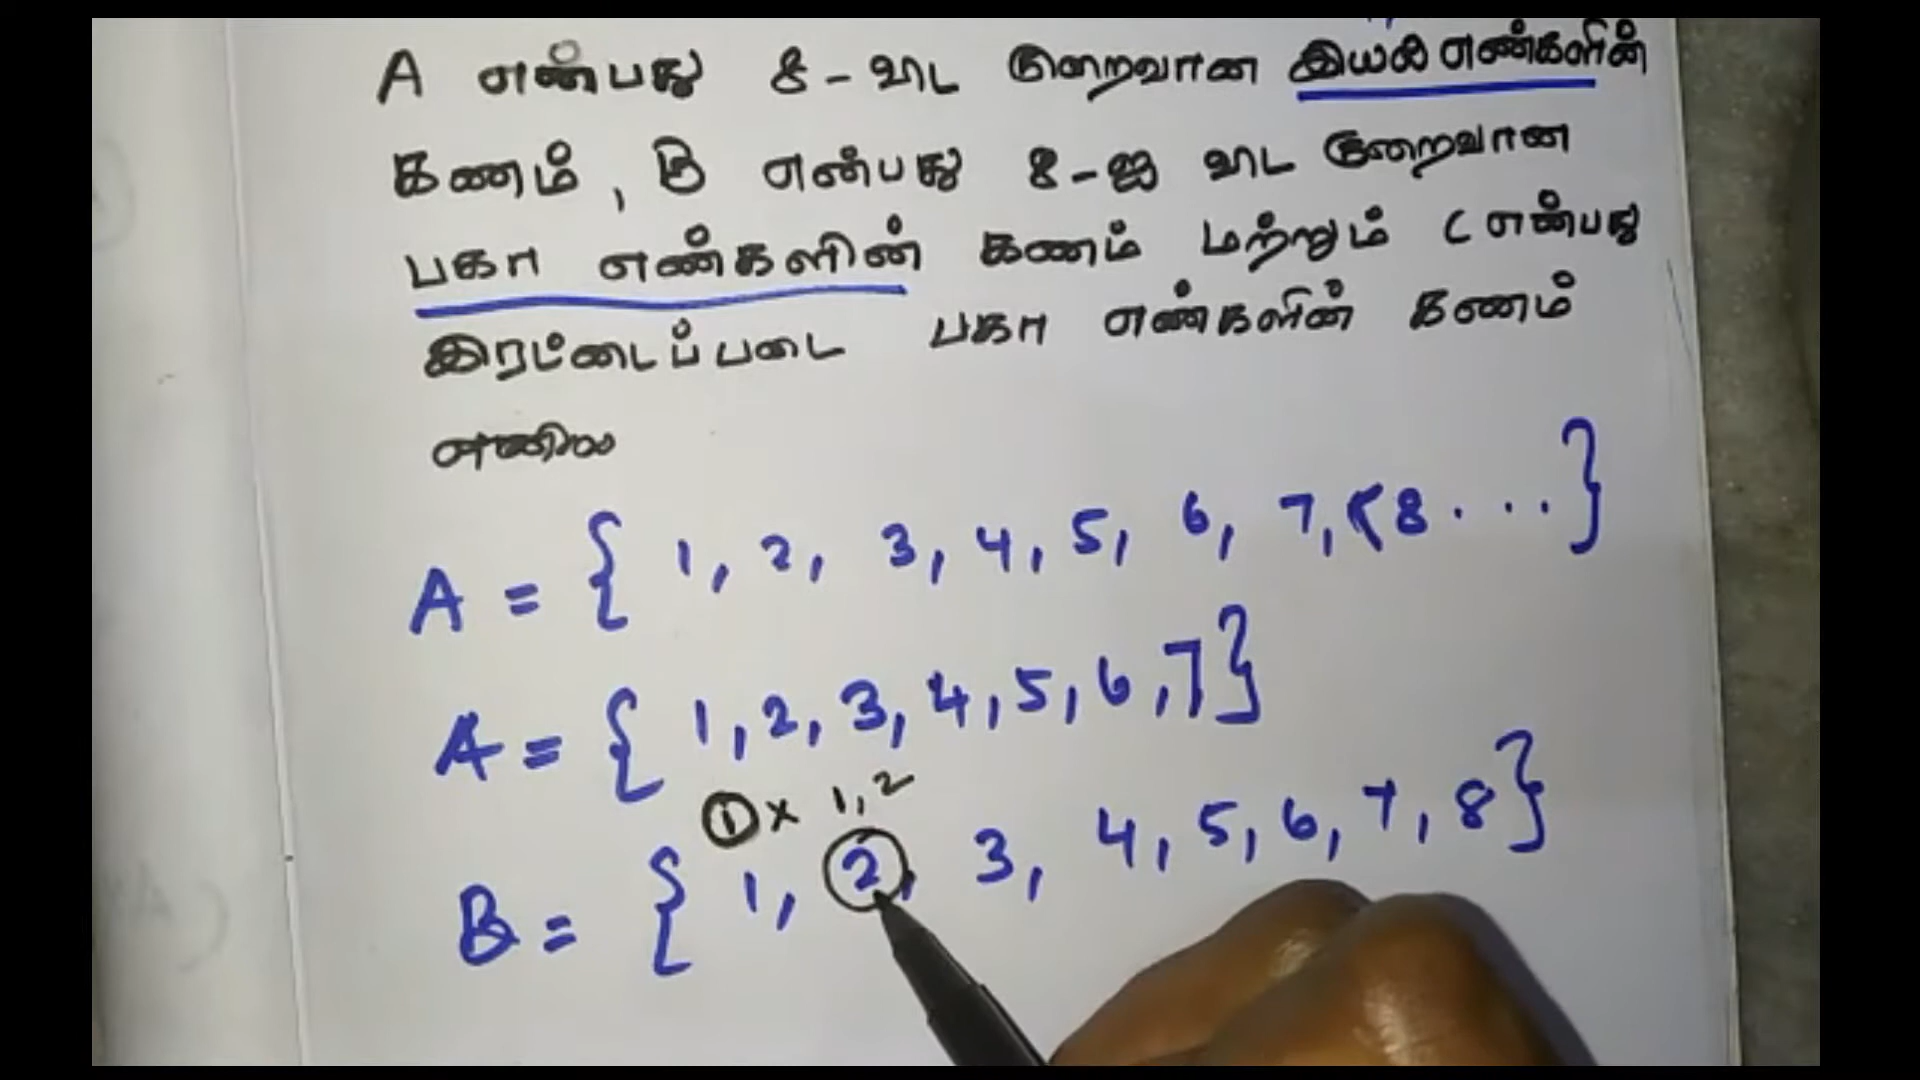 A என்பது 8-விட குறைவான இயல் எண்களின்
கணம், B என்பது 8-ஐ விட குறைவான
பகா எண்களின் கணம் மற்றும் C என்பது
இரட்டைப்படை பகா எண்களின் கணம்
எனில
A = { 1, 2, 3, 4, 5, 6, 7, 8 . . . }
A = { 1, 2, 3, 4, 5, 6, 7 }
① × 1, 2
B = { 1, 2, 3, 4, 5, 6, 7, 8 }